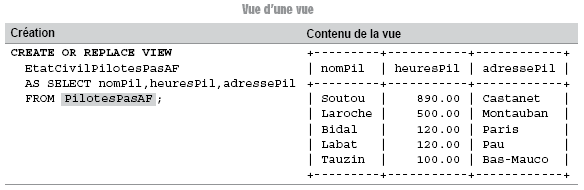 Vue d'une vue
Création
Contenu de la vue
CREATE OR REPLACE VIEW
EtatCivilPilotesPasAF
AS SELECT nomPil,heuresPil,adressePil
FROM PilotesPasAF;
+---------+-----------+------------+
| nomPil | heuresPil | adressePil |
+---------+-----------+------------+
| Soutou | 890.00 | Castanet |
| Laroche | 500.00 | Montauban |
| Bidal | 120.00 | Paris |
| Labat | 120.00 | Pau |
| Tauzin | 100.00 | Bas-Mauco |
+---------+-----------+------------+